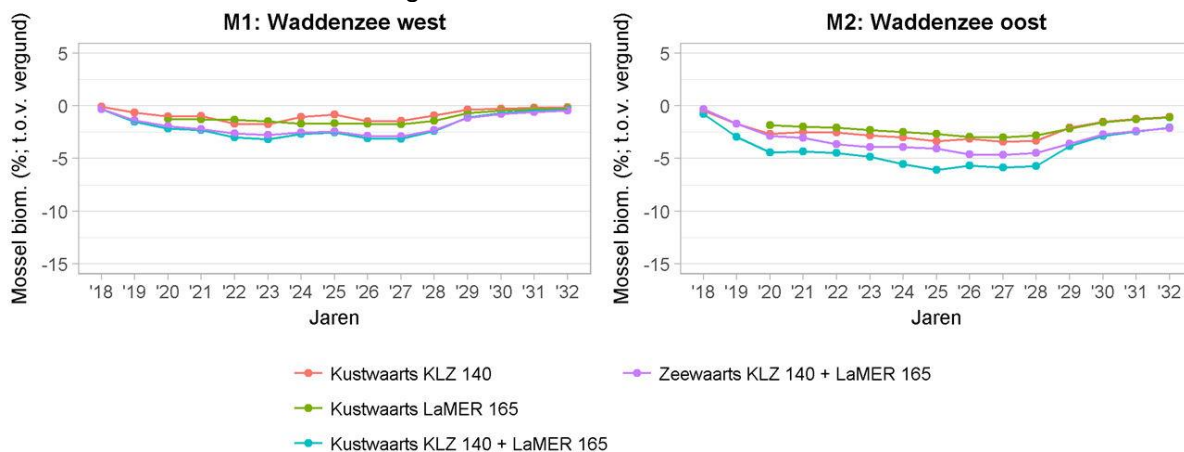 M1: Waddenzee west
Mossel biom. (%; t.o.v. vergund)
5
0
-5
-10
-15
'18 '19 '20 '21 '22 '23 '24 '25 '26 '27 '28 '29 '30 '31 '32
Jaren
M2: Waddenzee oost
Mossel biom. (%; t.o.v. vergund)
5
0
-5
-10
-15
'18 '19 '20 '21 '22 '23 '24 '25 '26 '27 '28 '29 '30 '31 '32
Jaren
Kustwaarts KLZ 140
Kustwaarts LaMER 165
Kustwaarts KLZ 140 + LaMER 165
Zeewaarts KLZ 140 + LaMER 165